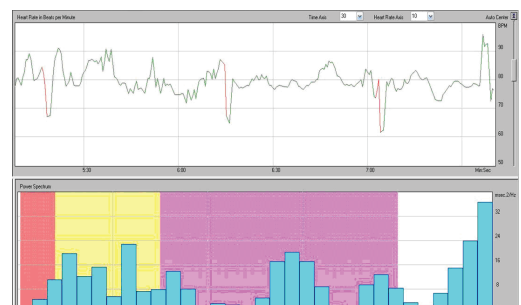 Heart Rate in Beats per Minute Time Axis 30 Heart Rate Axis 10 Auto Centre
BPM
90
80
70
60
50
5:30 6:00 6:30 7:00 Min:Sec
Power Spectrum
msec.2/Hz
32
24
16
8